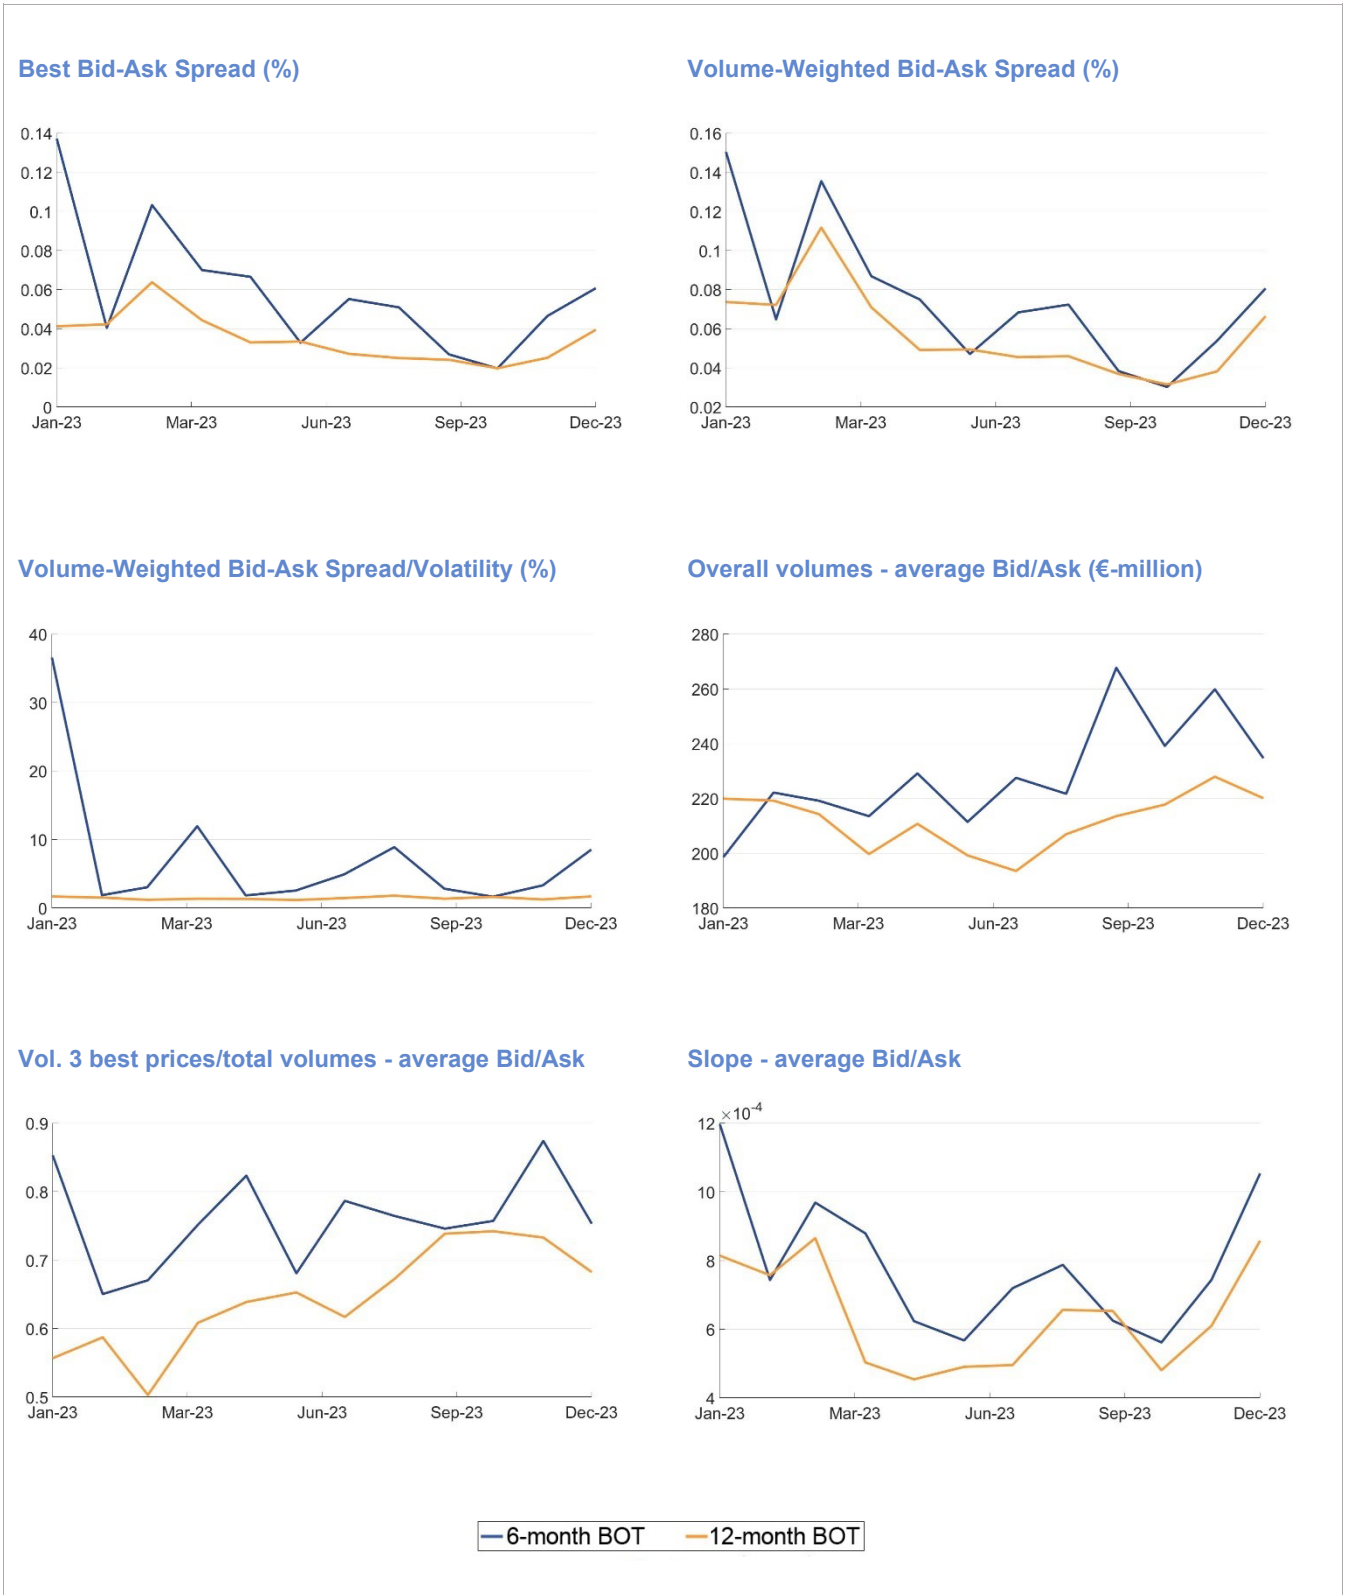 Best Bid-Ask Spread (%)
0.14
0.12
0.1
0.08
0.06
0.04
0.02
0
Jan-23 Mar-23 Jun-23 Sep-23 Dec-23
Volume-Weighted Bid-Ask Spread (%)
0.16
0.14
0.12
0.1
0.08
0.06
0.04
0.02
Jan-23 Mar-23 Jun-23 Sep-23 Dec-23
Volume-Weighted Bid-Ask Spread/Volatility (%)
40
30
20
10
0
Jan-23 Mar-23 Jun-23 Sep-23 Dec-23
Overall volumes - average Bid/Ask (€-million)
280
260
240
220
200
180
Jan-23 Mar-23 Jun-23 Sep-23 Dec-23
Vol. 3 best prices/total volumes - average Bid/Ask
0.9
0.8
0.7
0.6
0.5
Jan-23 Mar-23 Jun-23 Sep-23 Dec-23
Slope - average Bid/Ask
×10-4
12
10
8
6
4
Jan-23 Mar-23 Jun-23 Sep-23 Dec-23
6-month BOT 12-month BOT